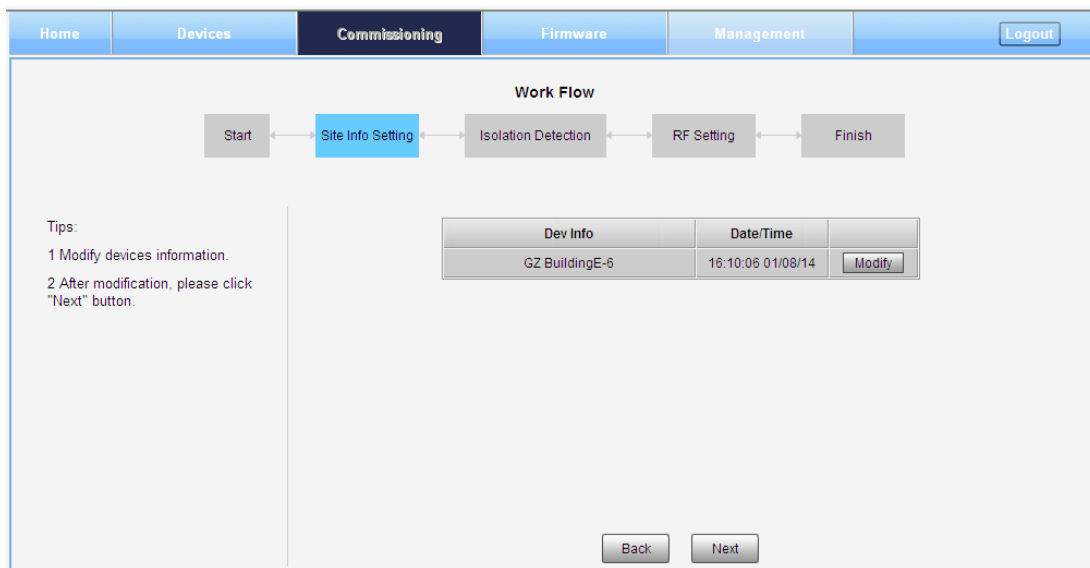 Home Devices Commissioning Firmware Management Logout
Work Flow
Start Site Info Setting Isolation Detection RF Setting Finish
Tips:
1 Modify devices information.
2 After modification, please click
"Next" button.
Dev Info Date/Time
GZ BuildingE-6 16:10:06 01/08/14 Modify
Back Next